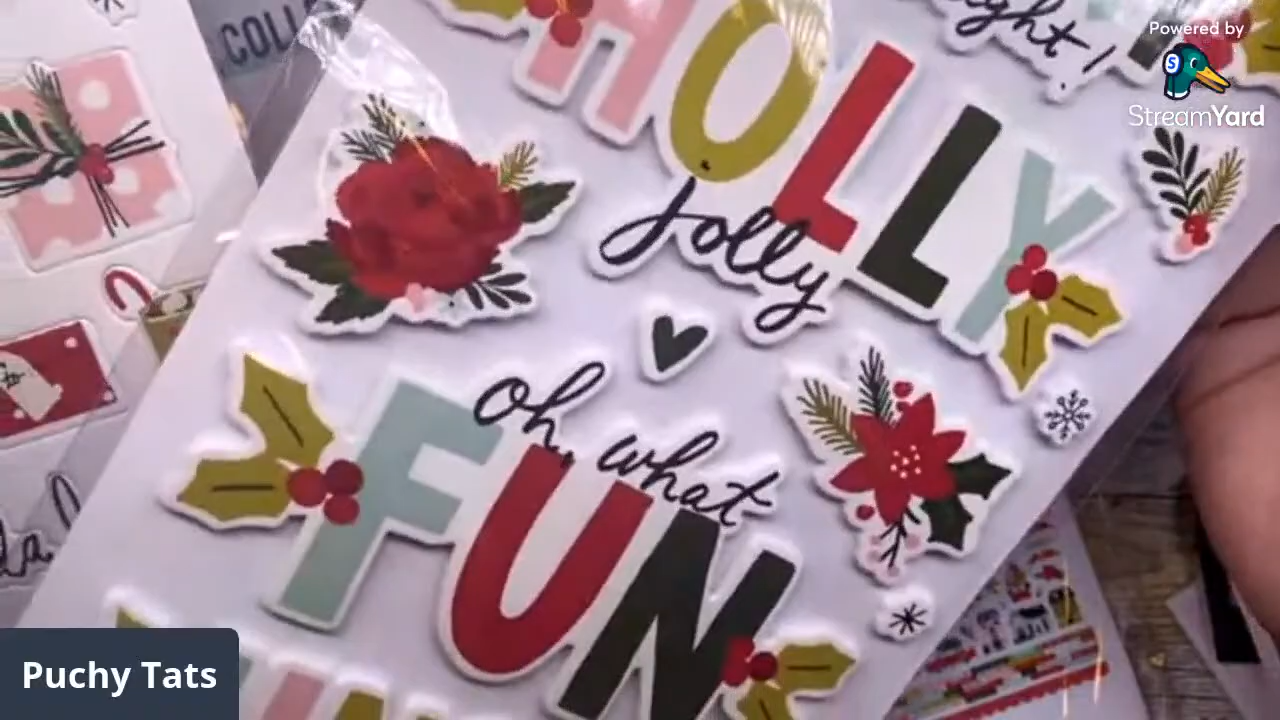 Powered by
StreamYard
COLL
HOLLY
jolly
oh, what
FUN
Puchy Tats